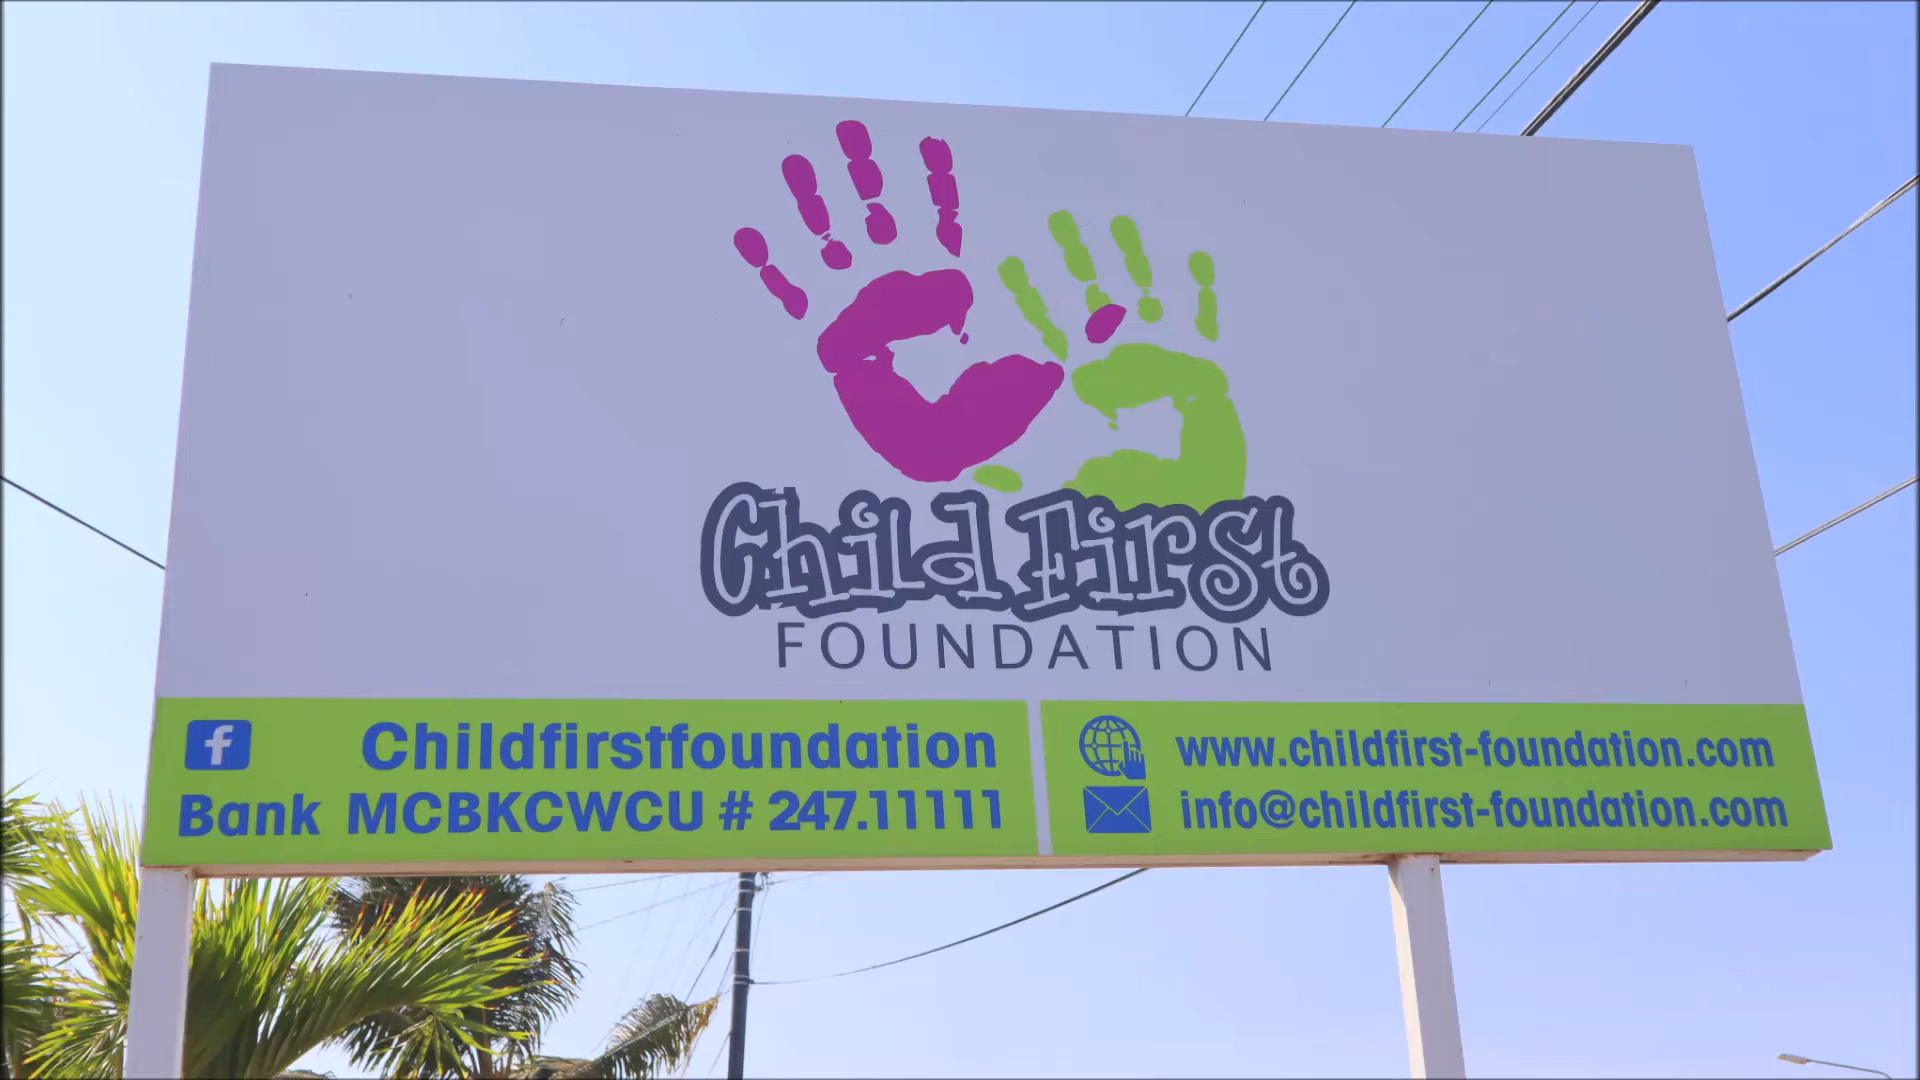 Child First
FOUNDATION
f Childfirstfoundation
Bank MCBKCWCU # 247.11111
www.childfirst-foundation.com
info@childfirst-foundation.com